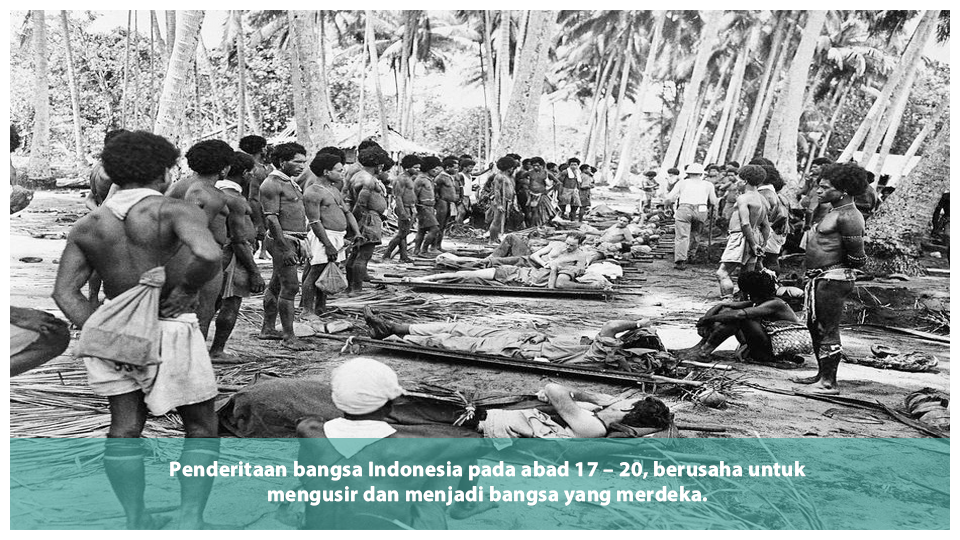 Penderitaan bangsa Indonesia pada abad 17 – 20, berusaha untuk
mengusir dan menjadi bangsa yang merdeka.